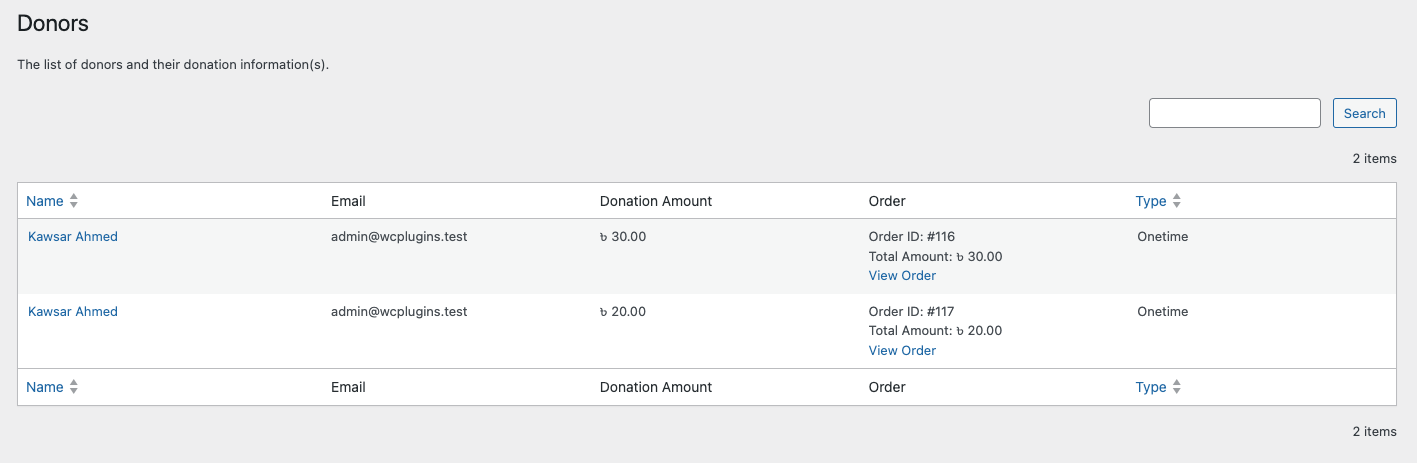 Donors
The list of donors and their donation information(s).
Search
2 items
Name Email Donation Amount Order Type
Kawsar Ahmed admin@wcplugins.test ৳ 30.00 Order ID: #116 Onetime
Total Amount: ৳ 30.00
View Order
Kawsar Ahmed admin@wcplugins.test ৳ 20.00 Order ID: #117 Onetime
Total Amount: ৳ 20.00
View Order
Name Email Donation Amount Order Type
2 items